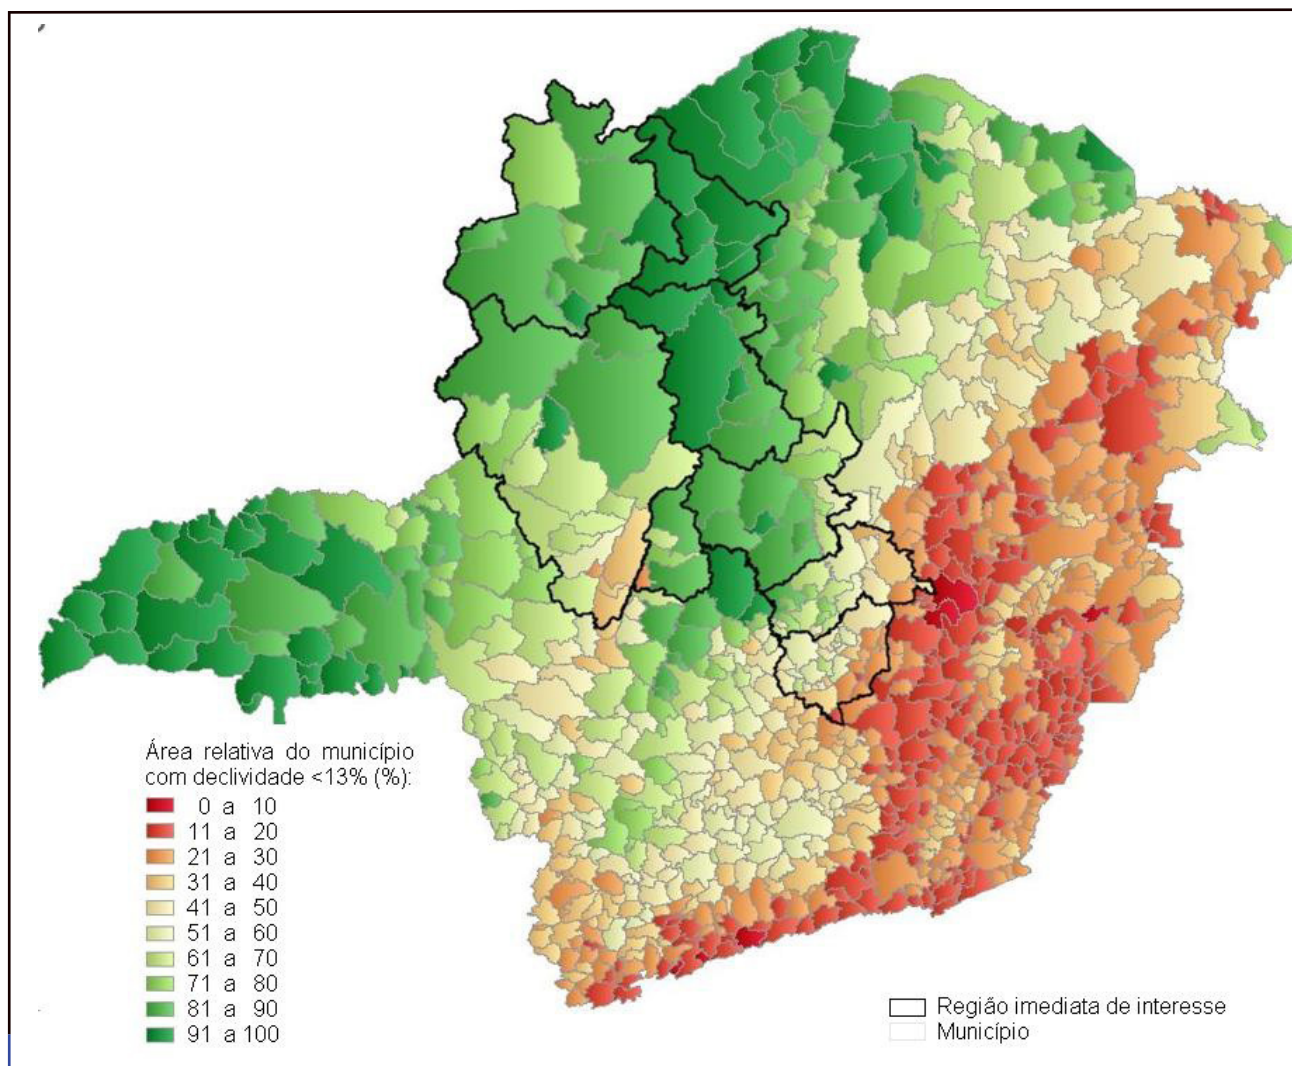 Área relativa do município
com declividade <13% (%):
0 a 10
11 a 20
21 a 30
31 a 40
41 a 50
51 a 60
61 a 70
71 a 80
81 a 90
91 a 100
Região imediata de interesse
Município